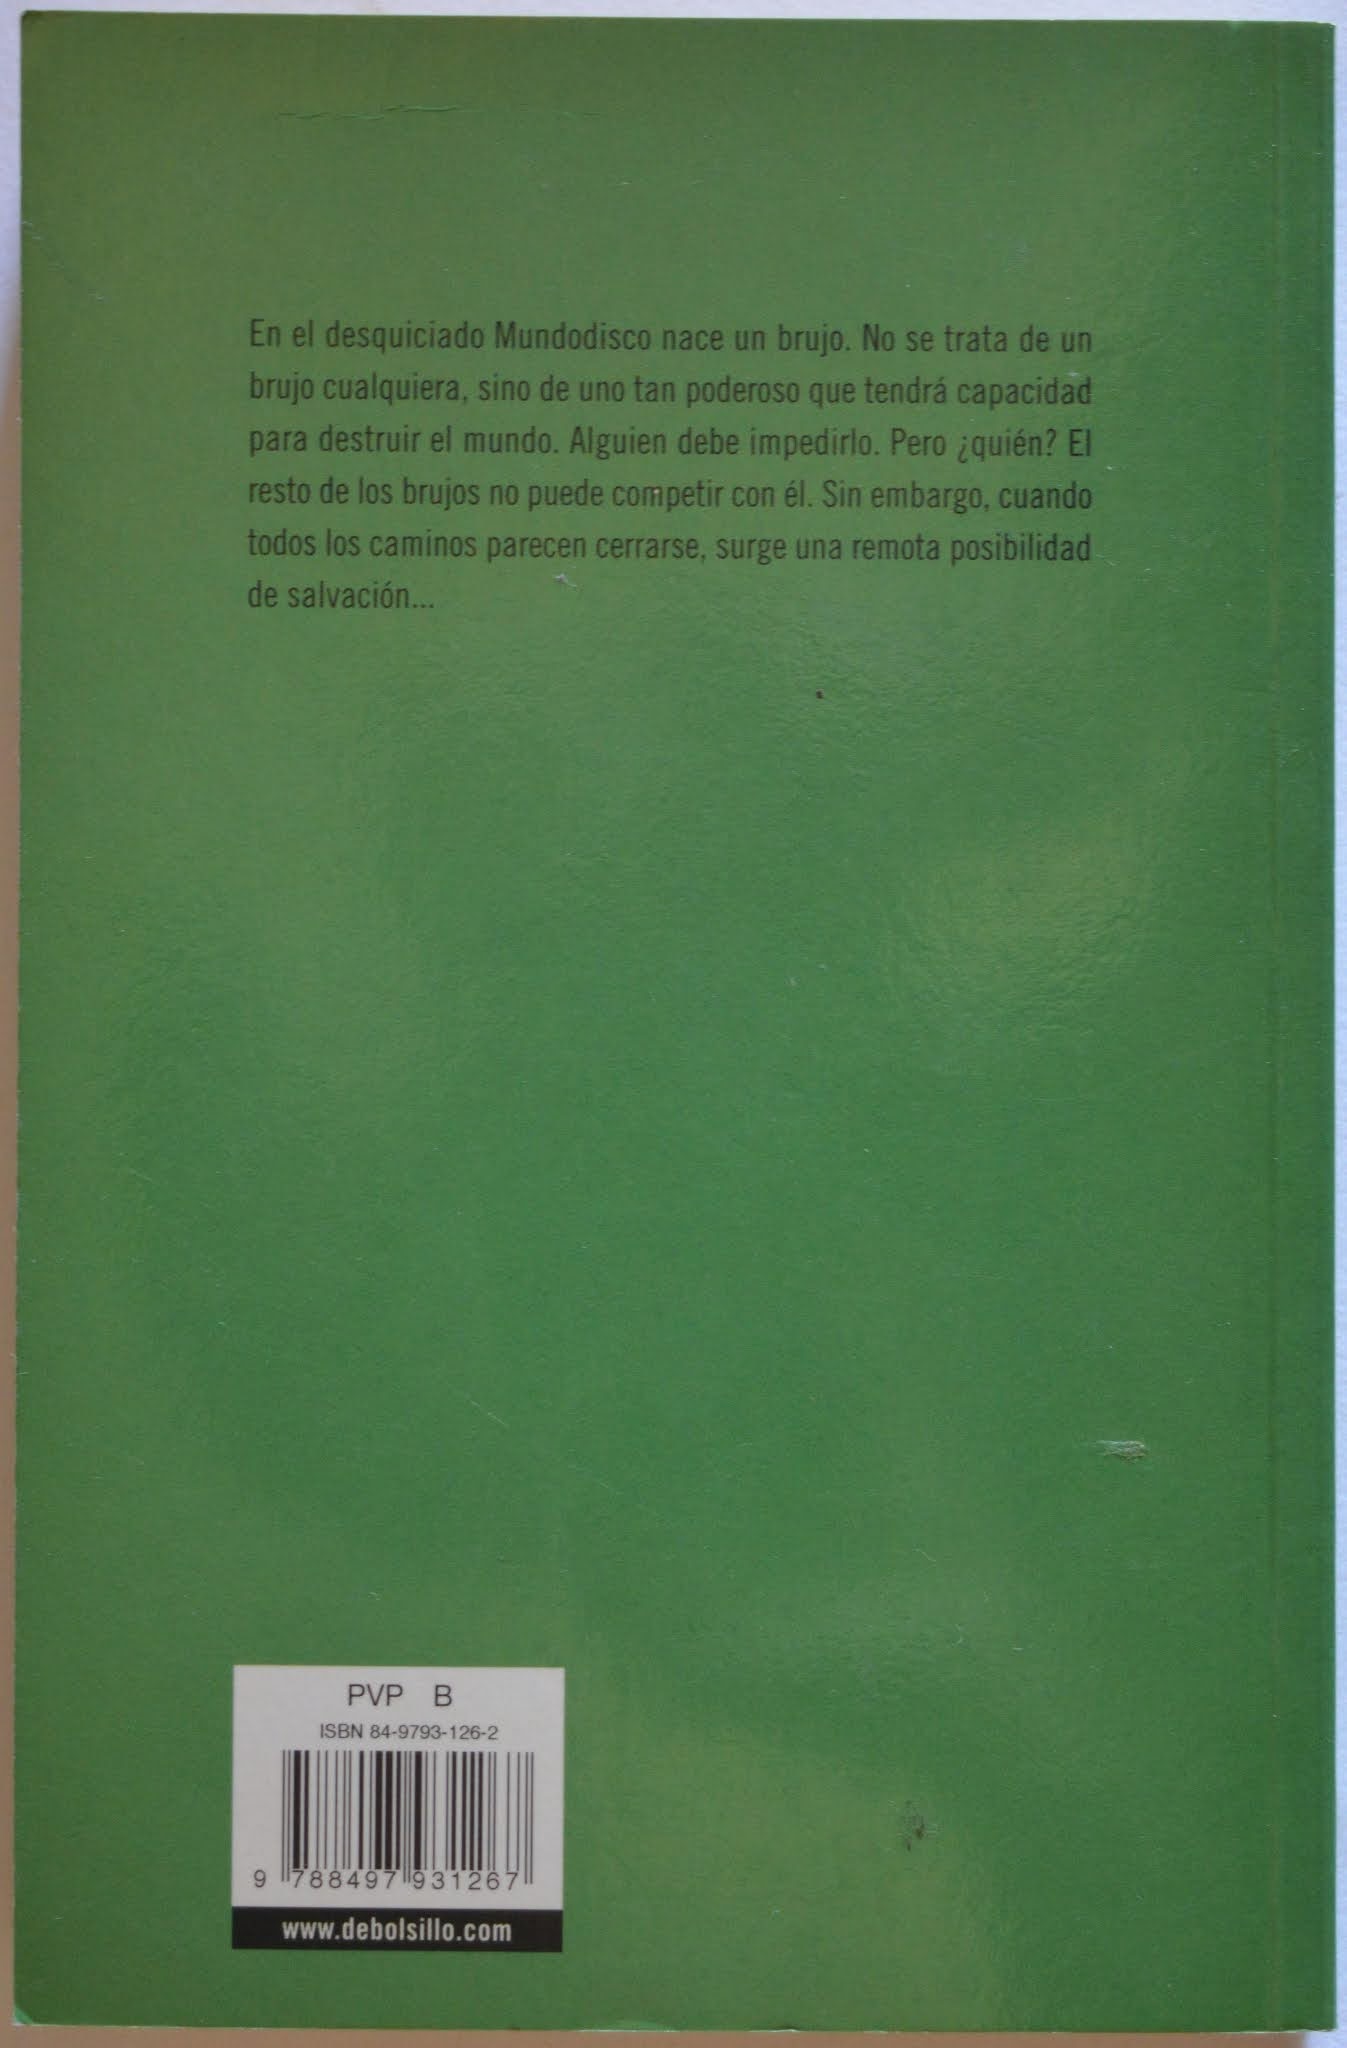 En el desquiciado Mundodisco nace un brujo. No se trata de un
brujo cualquiera, sino de uno tan poderoso que tendrá capacidad
para destruir el mundo. Alguien debe impedirlo. Pero ¿quién? El
resto de los brujos no puede competir con él. Sin embargo, cuando
todos los caminos parecen cerrarse, surge una remota posibilidad
de salvación...
PVP B
ISBN 84-9793-126-2
9 788497 931267
www.debolsillo.com